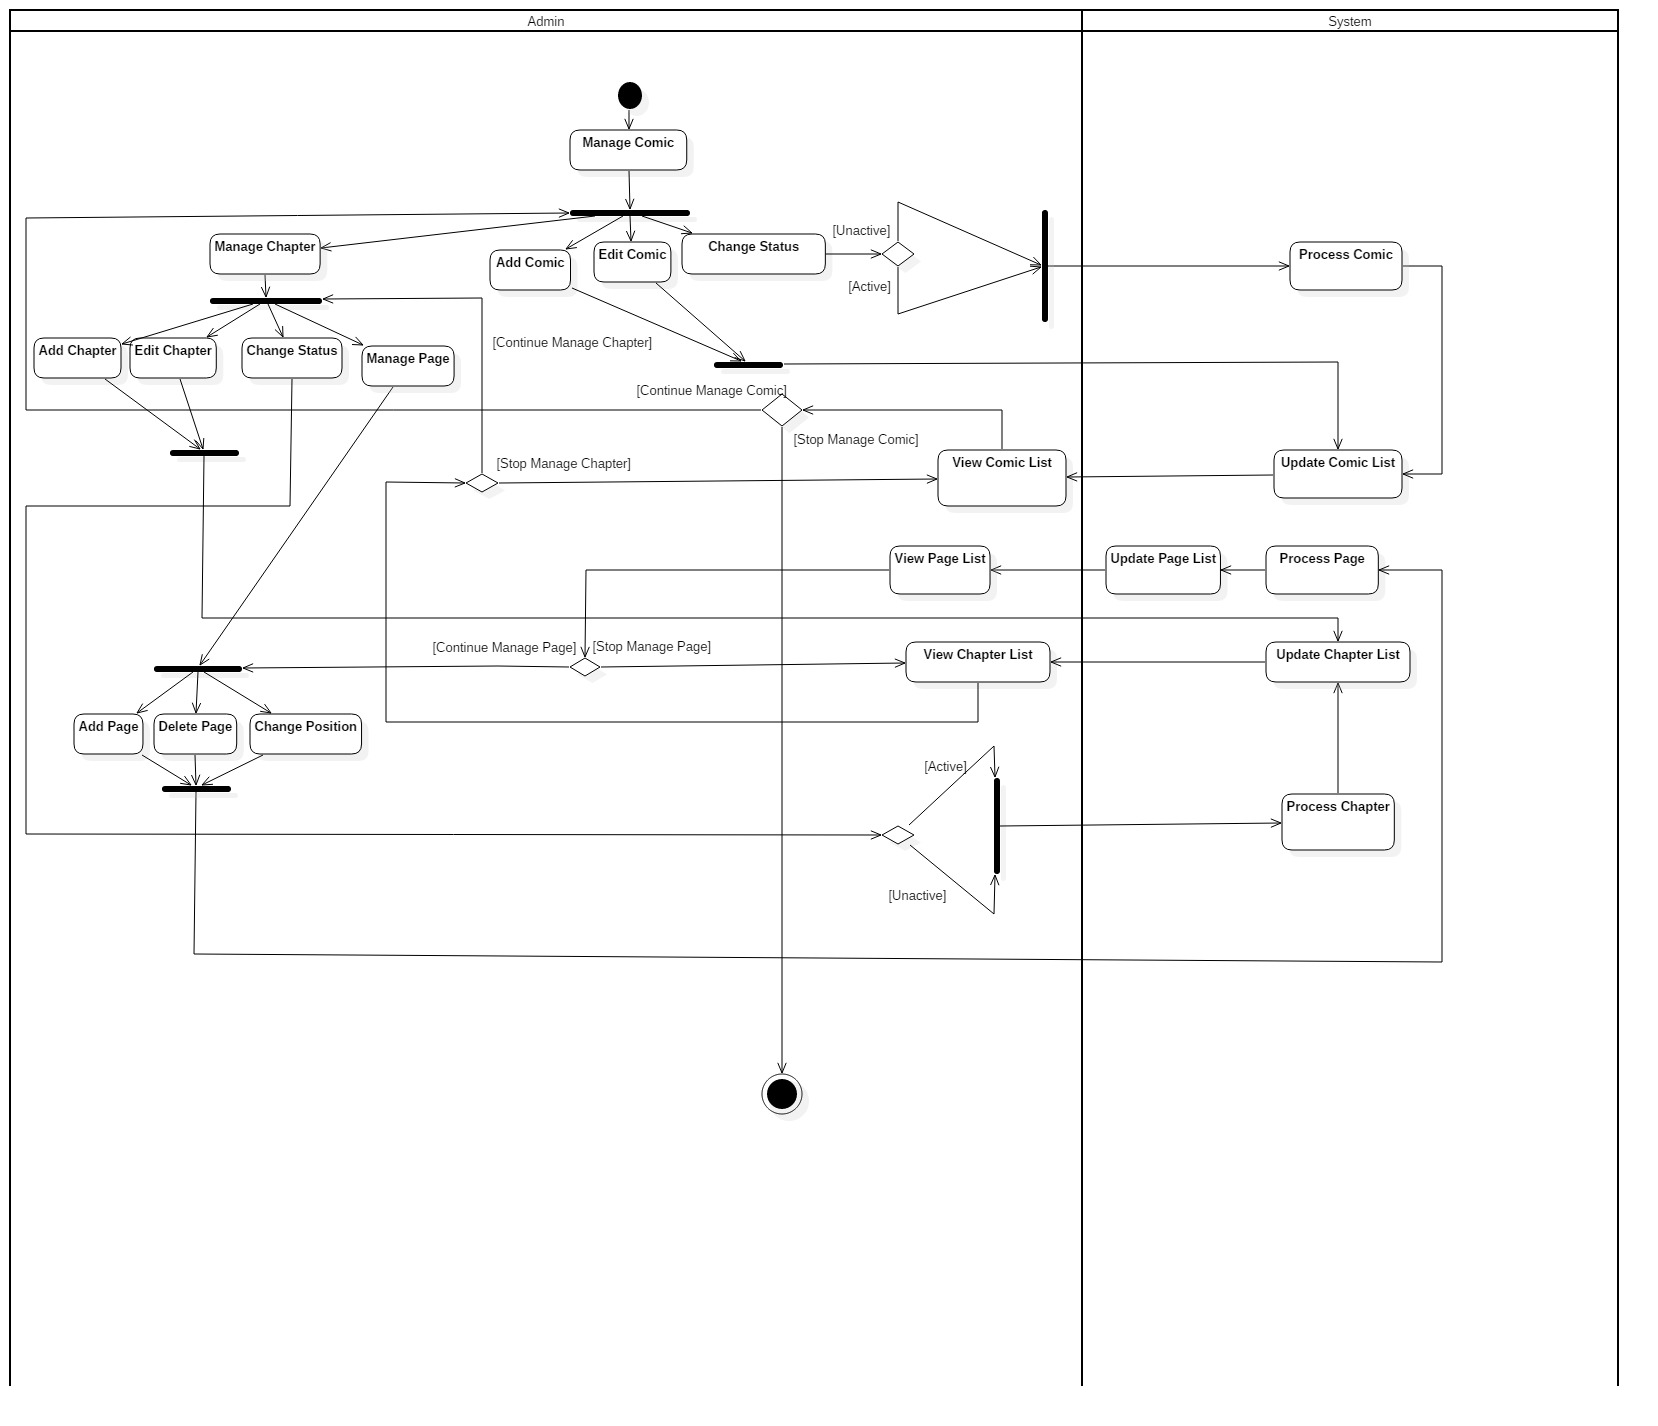 Admin
System
Manage Comic
[Unactive]
Manage Chapter
Add Comic
Edit Comic
Change Status
Process Comic
[Active]
Add Chapter
Edit Chapter
Change Status
Manage Page
[Continue Manage Chapter]
[Continue Manage Comic]
[Stop Manage Comic]
[Stop Manage Chapter]
View Comic List
Update Comic List
View Page List
Update Page List
Process Page
[Continue Manage Page]
[Stop Manage Page]
View Chapter List
Update Chapter List
Add Page
Delete Page
Change Position
[Active]
Process Chapter
[Unactive]